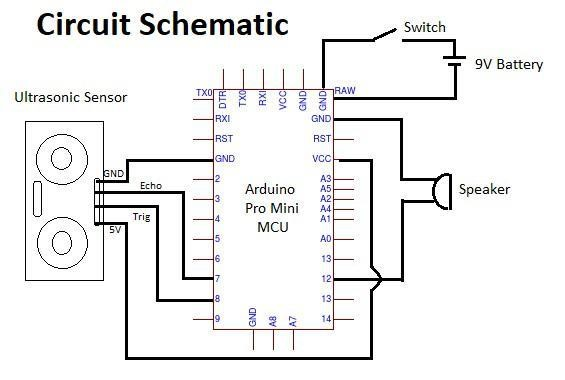 Circuit Schematic
Switch
9V Battery
Ultrasonic Sensor
TX0
DTR
TX0
RXI
VCC
GND
GND
RAW
RXI
GND
RST
RST
GND
VCC
GND
Echo
Trig
5V
2
3
4
5
6
7
8
9
Arduino
Pro Mini
MCU
A3
A5
A2
A4
A1
A0
13
12
13
14
Speaker
GND
A8
A7